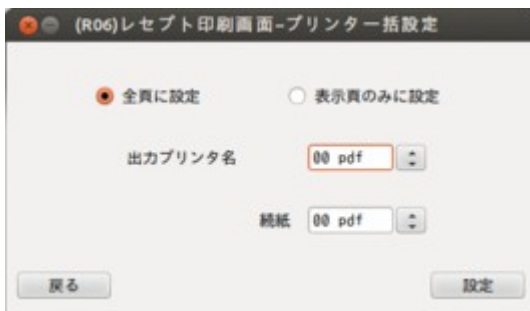 (R06)レセプト印刷画面-プリンター括設定
全頁に設定 表示頁のみに設定
出力プリンタ名 00 pdf
続紙 00 pdf
戻る 設定